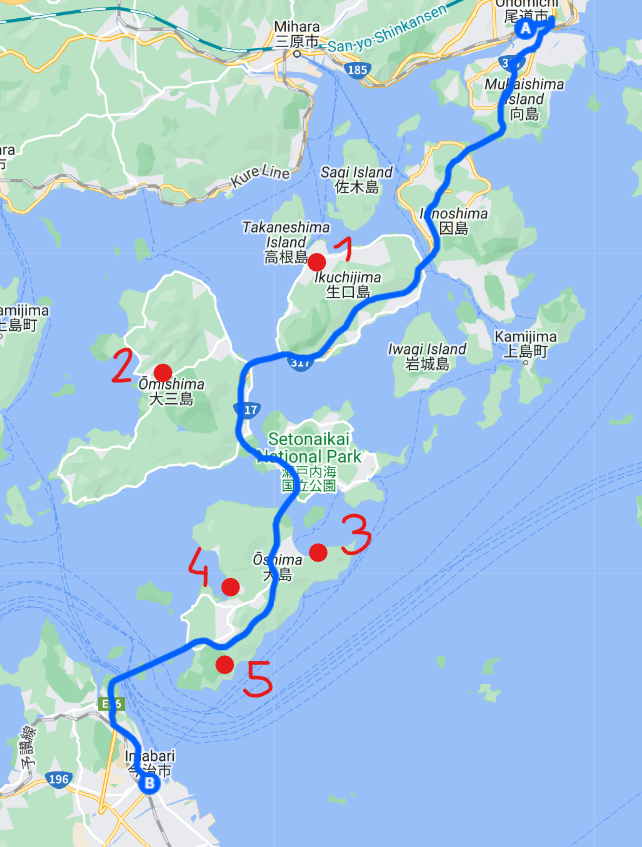 Onomichi
尾道市
A
Mihara
三原市
San-yo-Shinkansen
185
Mukaishima
Island
向島
Kure Line
Sagi Island
佐木島
Takaneshima
Island
高根島
1
Innoshima
因島
Ikuchijima
生口島
上島町
Kamijima
上島町
Iwagi Island
岩城島
317
2
Ōmishima
大三島
Setonaikai
National Park
瀬戸内海
国立公園
3
Ōshima
大島
4
5
予讃線
Imabari
今治市
196
B